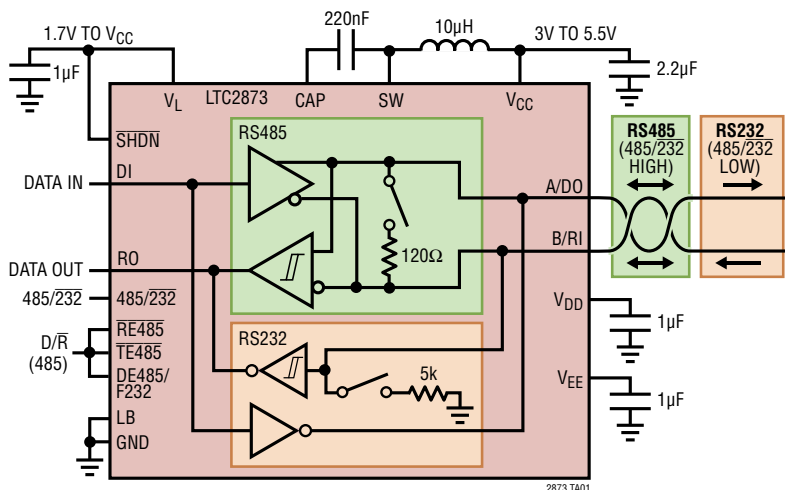 220nF
10µH
1.7V TO VCC
3V TO 5.5V
1µF
2.2µF
VL
LTC2873
CAP
SW
VCC
SHDN
RS485
RS485
(485/232
HIGH)
RS232
(485/232
LOW)
DI
DATA IN
A/DO
B/RI
RO
DATA OUT
120Ω
485/232
485/232
VDD
1µF
RE485
D/R
(485)
TE485
DE485/
F232
RS232
5k
VEE
1µF
LB
GND
2873 TA01